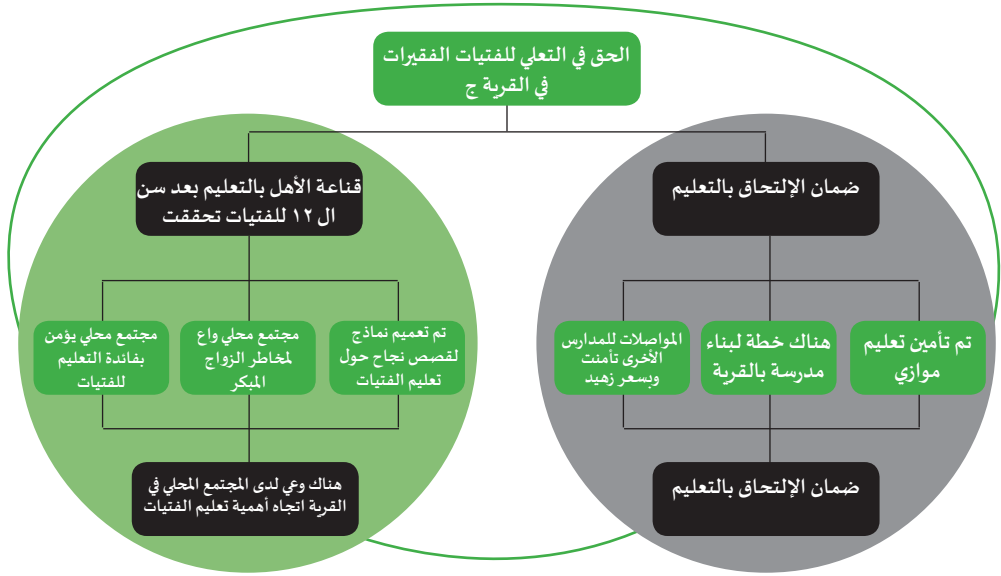 الحق في التعلي للفتيات الفقيرات
في القرية ج
ضمان الإلتحاق بالتعليم
تم تأمين تعليم
موازي
هناك خطة لبناء
مدرسة بالقرية
المواصلات للمدارس
الأخرى تأمنت
وبسعر زهيد
ضمان الإلتحاق بالتعليم
قناعة الأهل بالتعليم بعد سن
ال ١٢ للفتيات تحققت
تم تعميم نماذج
لقصص نجاح حول
تعليم الفتيات
مجتمع محلي واع
لمخاطر الزواج
المبكر
مجتمع محلي يؤمن
بفائدة التعليم
للفتيات
هناك وعي لدى المجتمع المحلي في
القرية اتجاه أهمية تعليم الفتيات